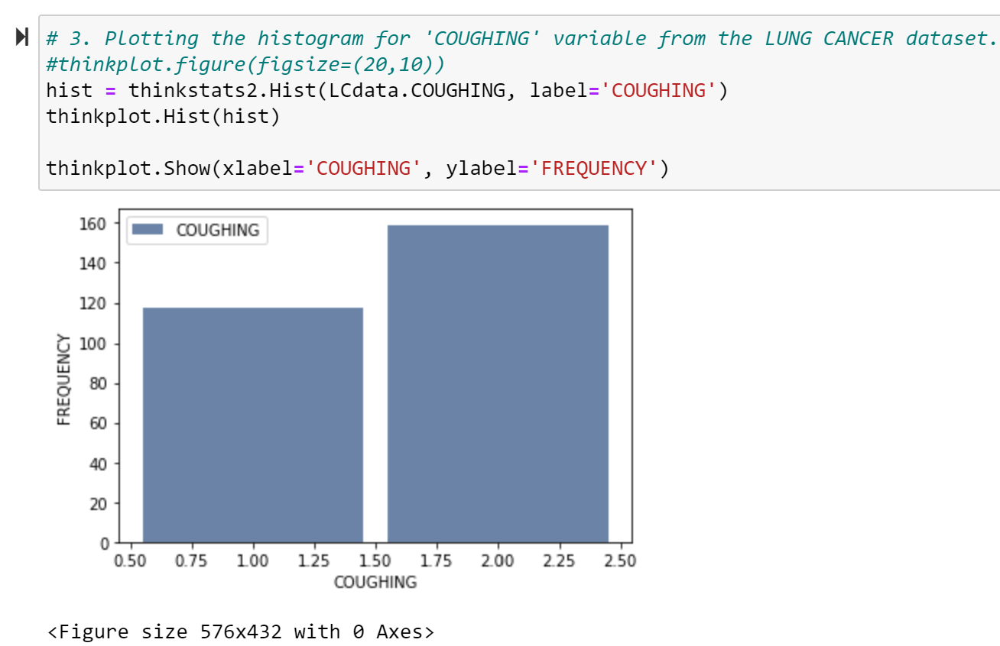 # 3. Plotting the histogram for 'COUGHING' variable from the LUNG CANCER dataset.
#thinkplot.figure(figsize=(20,10))
hist = thinkstats2.Hist(LCdata.COUGHING, label='COUGHING')
thinkplot.Hist(hist)
thinkplot.Show(xlabel='COUGHING', ylabel='FREQUENCY')
COUGHING
160
140
120
100
80
60
40
20
0
FREQUENCY
0.50 0.75 1.00 1.25 1.50 1.75 2.00 2.25 2.50
COUGHING
<Figure size 576x432 with 0 Axes>